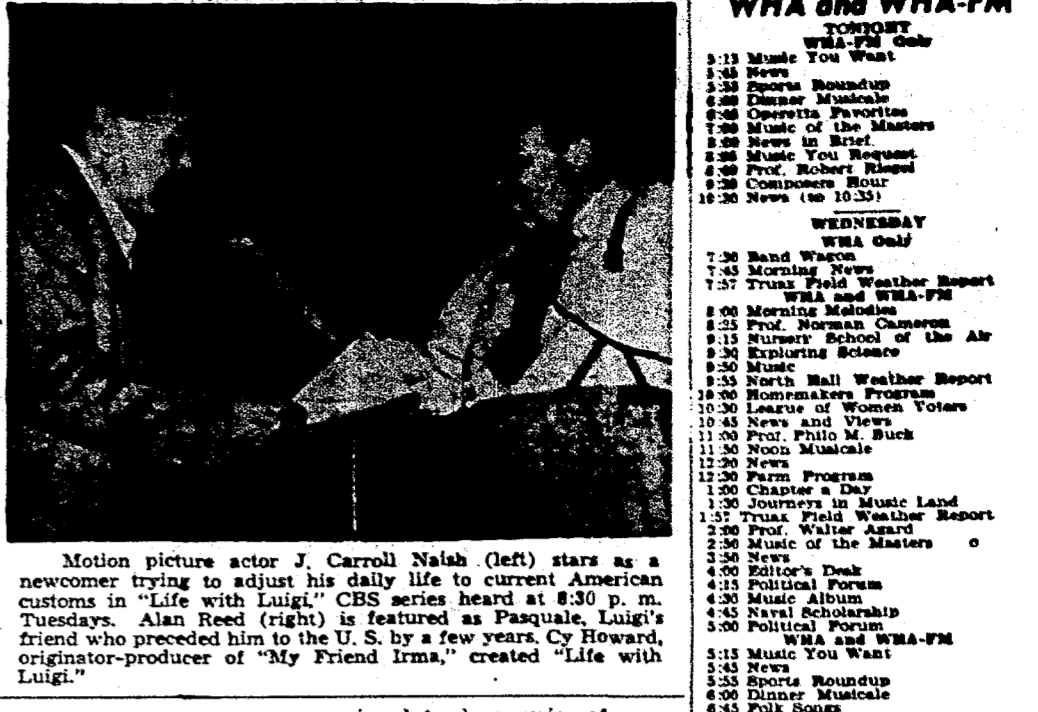 Motion picture actor J. Carroll Naish (left) stars as a
newcomer trying to adjust his daily life to current American
customs in "Life with Luigi," CBS series heard at 8:30 p. m.
Tuesdays. Alan Reed (right) is featured as Pasquale, Luigi's
friend who preceded him to the U. S. by a few years. Cy Howard,
originator-producer of "My Friend Irma," created "Life with
Luigi."
WHA and WHA-FM
TONIGHT
WHA-FM Only
5:15 Music You Want
5:45 News
5:55 Sports Roundup
6:00 Dinner Musicale
Operetta Favorites
7:00 Music of the Masters
8:00 News in Brief
Music You Request
Prof. Robert Riegel
9:30 Composers Hour
10:30 News (to 10:35)
WEDNESDAY
WHA Only
7:30 Band Wagon
7:45 Morning News
7:57 Truax Field Weather Report
WHA and WHA-FM
8:00 Morning Melodies
8:25 Prof. Norman Cameron
9:15 Nursery School of the Air
9:30 Exploring Science
9:50 Music
9:55 North Hall Weather Report
10:00 Homemakers Program
10:30 League of Women Voters
10:45 News and Views
11:00 Prof. Philo M. Buck
11:50 Noon Musicale
12:20 News
12:30 Farm Program
1:00 Chapter a Day
1:30 Journeys in Music Land
1:57 Truax Field Weather Report
2:00 Prof. Walter Agard
2:50 Music of the Masters
3:50 News
4:00 Editor's Desk
4:15 Political Forum
4:30 Music Album
4:45 Naval Scholarship
5:00 Political Forum
WHA and WHA-FM
5:15 Music You Want
5:45 News
5:55 Sports Roundup
6:00 Dinner Musicale
6:45 Folk Songs